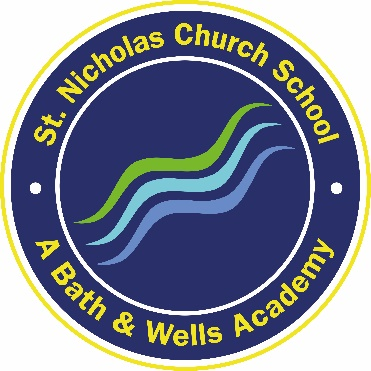 St. Nicholas Church School
A Bath & Wells Academy